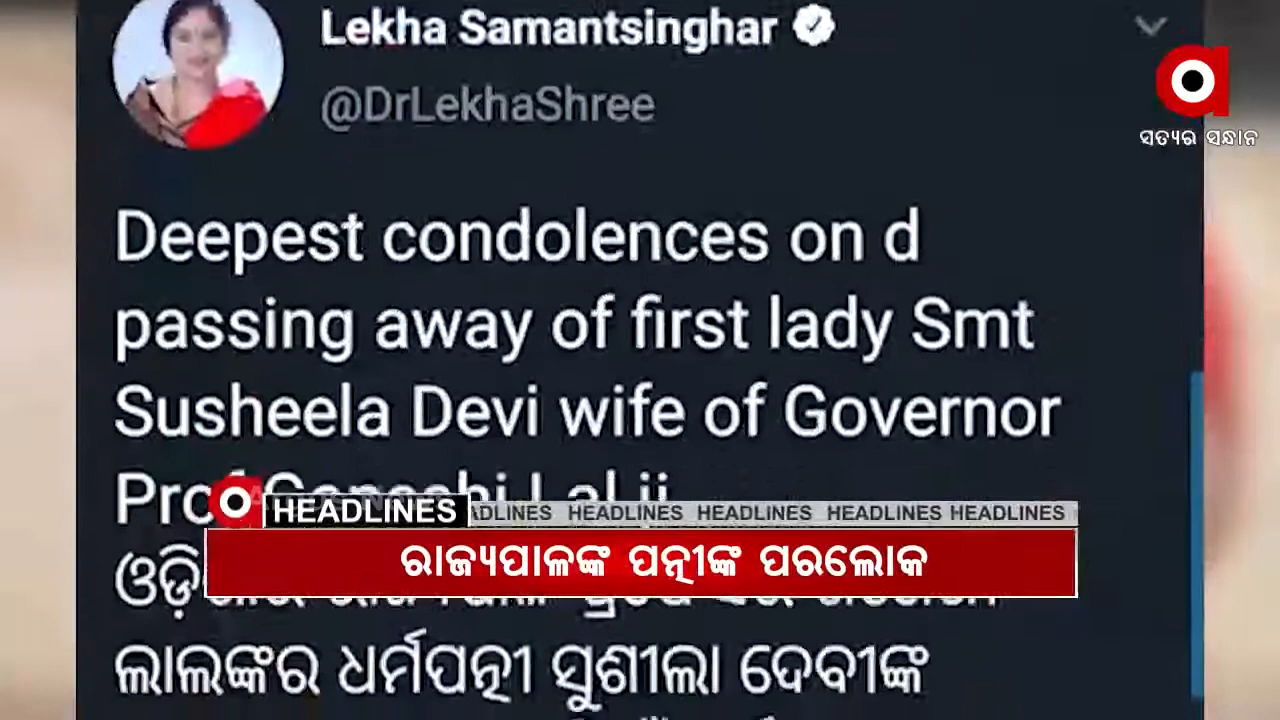 Lekha Samantsinghar
@DrLekhaShree
ସତ୍ୟର ସନ୍ଧାନ
Deepest condolences on d
passing away of first lady Smt
Susheela Devi wife of Governor
HEADLINES HEADLINES HEADLINES HEADLINES HEADLINES
ରାଜ୍ୟପାଳଙ୍କ ପତ୍ନୀଙ୍କ ପରଲୋକ
ଲାଲଙ୍କର ଧର୍ମପତ୍ନୀ ସୁଶୀଲା ଦେବୀଙ୍କ